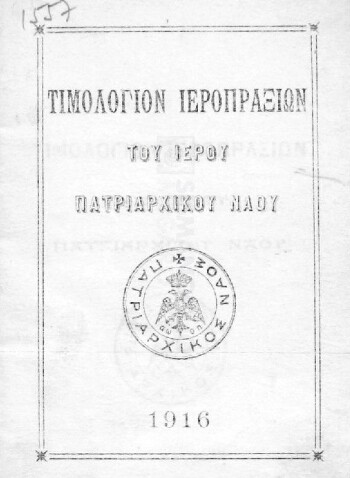 1557
ΤΙΜΟΛΟΓΙΟΝ ΙΕΡΟΠΡΑΞΙΩΝ
ΤΟΥ ΙΕΡΟΥ
ΠΑΤΡΙΑΡΧΙΚΟΥ ΝΑΟΥ
ΠΑΤΡΙΑΡΧΙΚΟΣ ΝΑΟΣ
1916